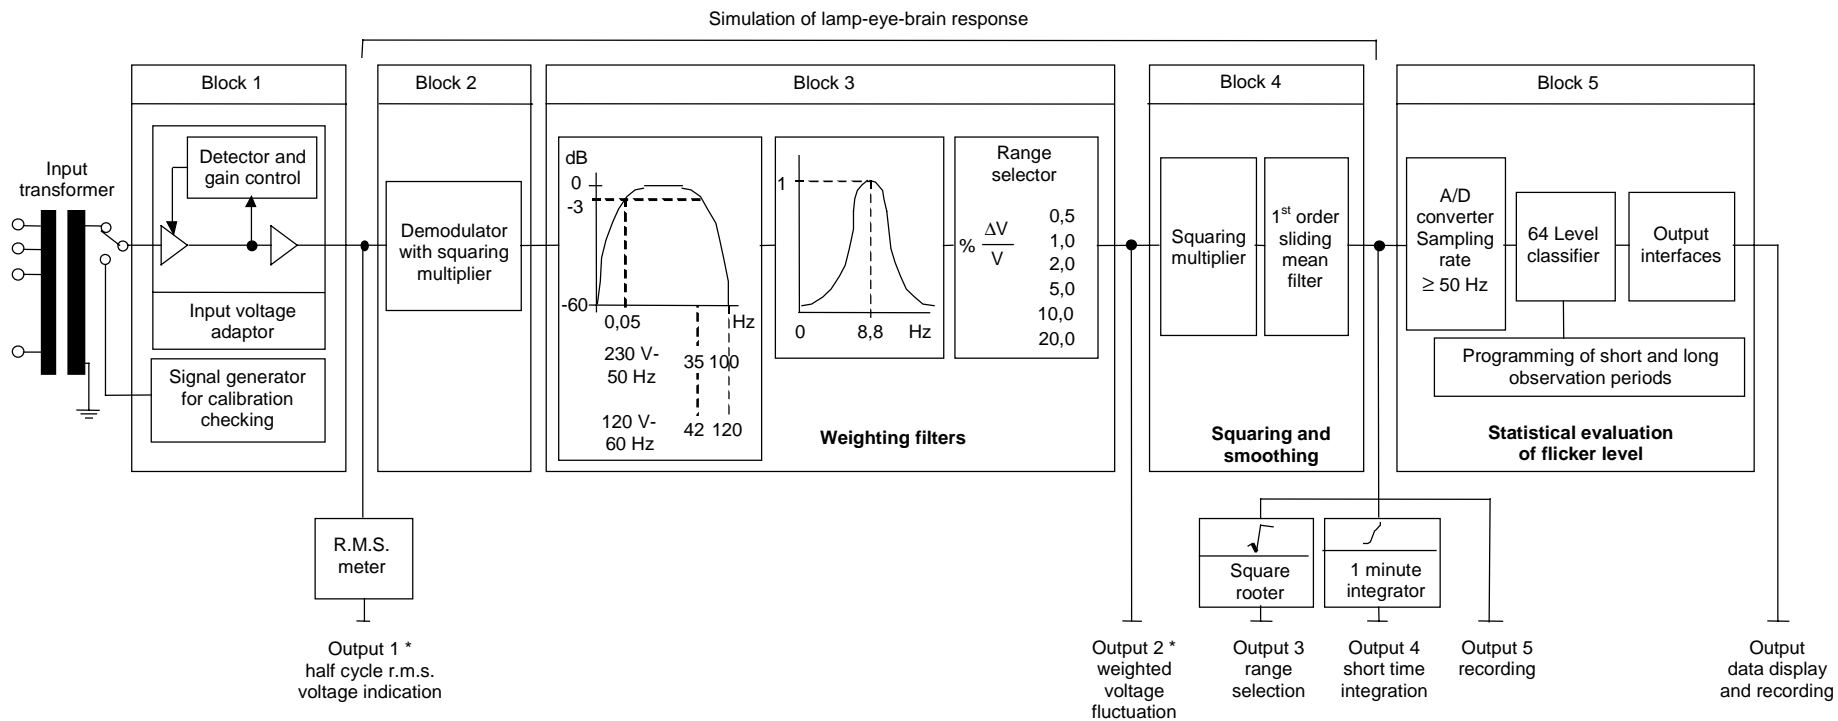 Simulation of lamp-eye-brain response
Block 1
Block 2
Block 3
Block 4
Block 5
Input
transformer
Detector and
gain control
Input voltage
adaptor
Signal generator
for calibration
checking
Demodulator
with squaring
multiplier
dB
0
-3
-60
0,05
Hz
230 V-
50 Hz
35 100
120 V-
60 Hz
42 120
1
0
8,8
Hz
Range
selector
% ΔV
V
0,5
1,0
2,0
5,0
10,0
20,0
Weighting filters
Squaring
multiplier
1st order
sliding
mean
filter
Squaring and
smoothing
A/D
converter
Sampling
rate
≥ 50 Hz
64 Level
classifier
Output
interfaces
Programming of short and long
observation periods
Statistical evaluation
of flicker level
R.M.S.
meter
Square
rooter
1 minute
integrator
Output 1 *
half cycle r.m.s.
voltage indication
Output 2 *
weighted
voltage
fluctuation
Output 3
range
selection
Output 4
short time
integration
Output 5
recording
Output
data display
and recording